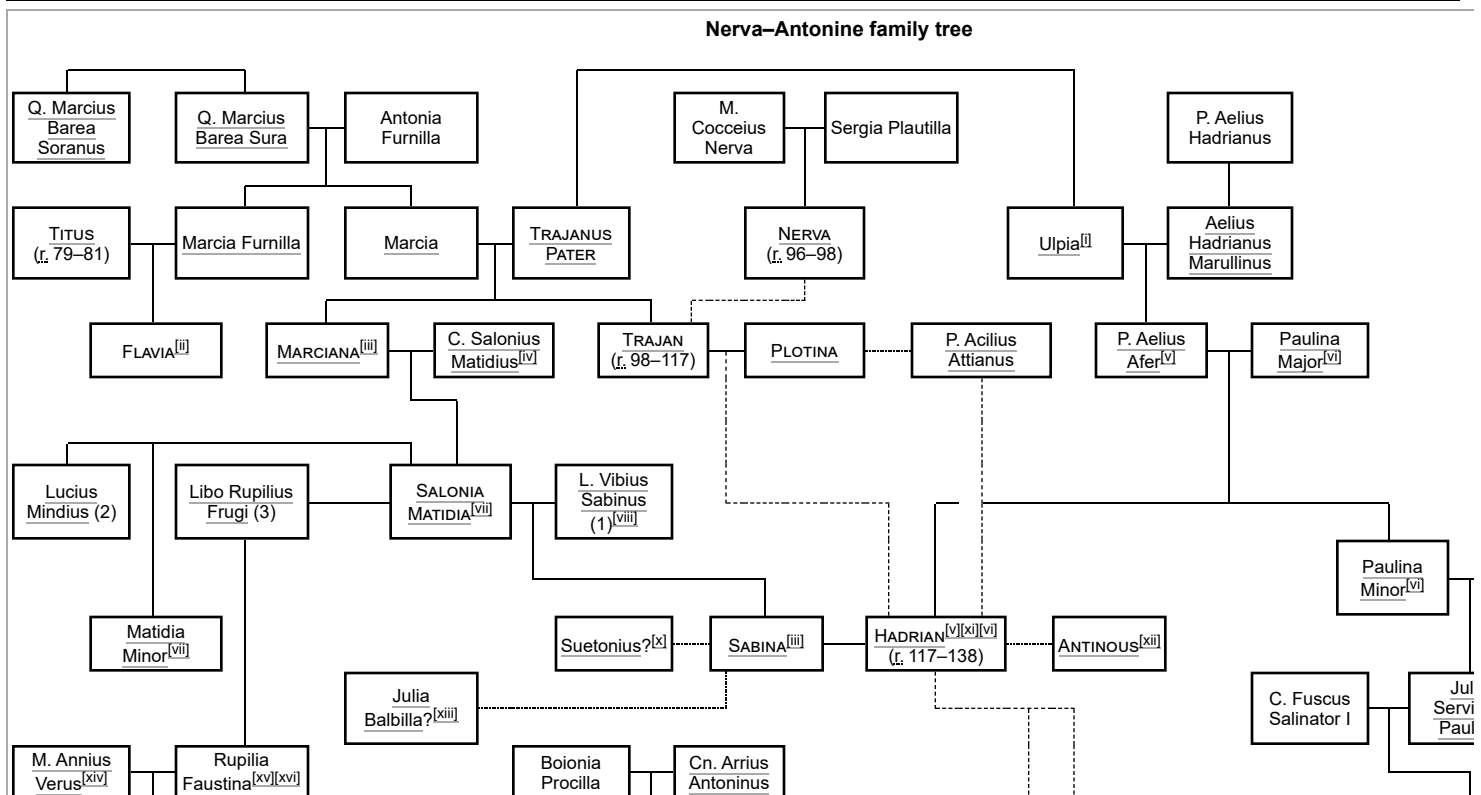 Nerva–Antonine family tree
Q. Marcius
Barea
Soranus
Q. Marcius
Barea Sura
Antonia
Furnilla
M.
Cocceius
Nerva
Sergia Plautilla
P. Aelius
Hadrianus
Titus
(r. 79–81)
Marcia Furnilla
Marcia
Trajanus
Pater
Nerva
(r. 96–98)
Ulpia[i]
Aelius
Hadrianus
Marullinus
Flavia[ii]
Marciana[iii]
C. Salonius
Matidius[iv]
Trajan
(r. 98–117)
Plotina
P. Acilius
Attianus
P. Aelius
Afer[v]
Paulina
Major[vi]
Lucius
Mindius (2)
Libo Rupilius
Frugi (3)
Salonia
Matidia[vii]
L. Vibius
Sabinus
(1)[viii]
Paulina
Minor[vi]
Matidia
Minor[vii]
Suetonius?[x]
Sabina[iii]
Hadrian[v][xi][vi]
(r. 117–138)
Antinous[xii]
Julia
Balbilla?[xiii]
C. Fuscus
Salinator I
Jul
Servi
Paul
M. Annius
Verus[xiv]
Rupilia
Faustina[xv][xvi]
Boionia
Procilla
Cn. Arrius
Antoninus